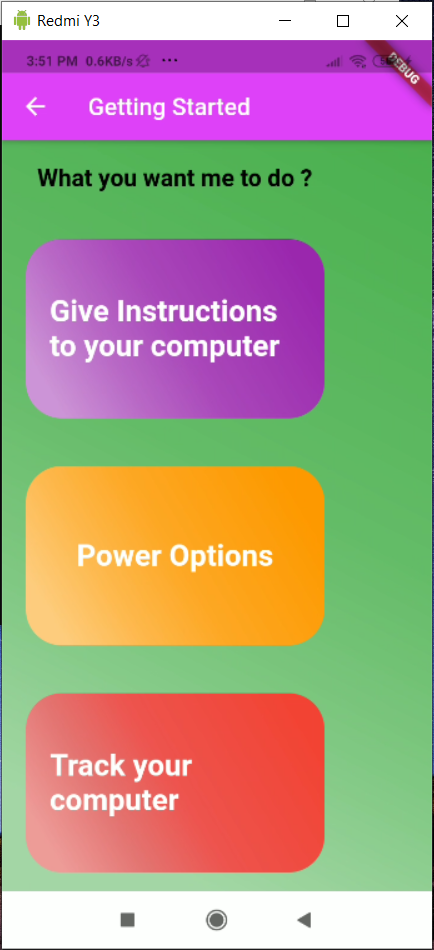 Redmi Y3
3:51 PM 0.6KB/s
DEBUG
Getting Started
What you want me to do ?
Give Instructions
to your computer
Power Options
Track your
computer